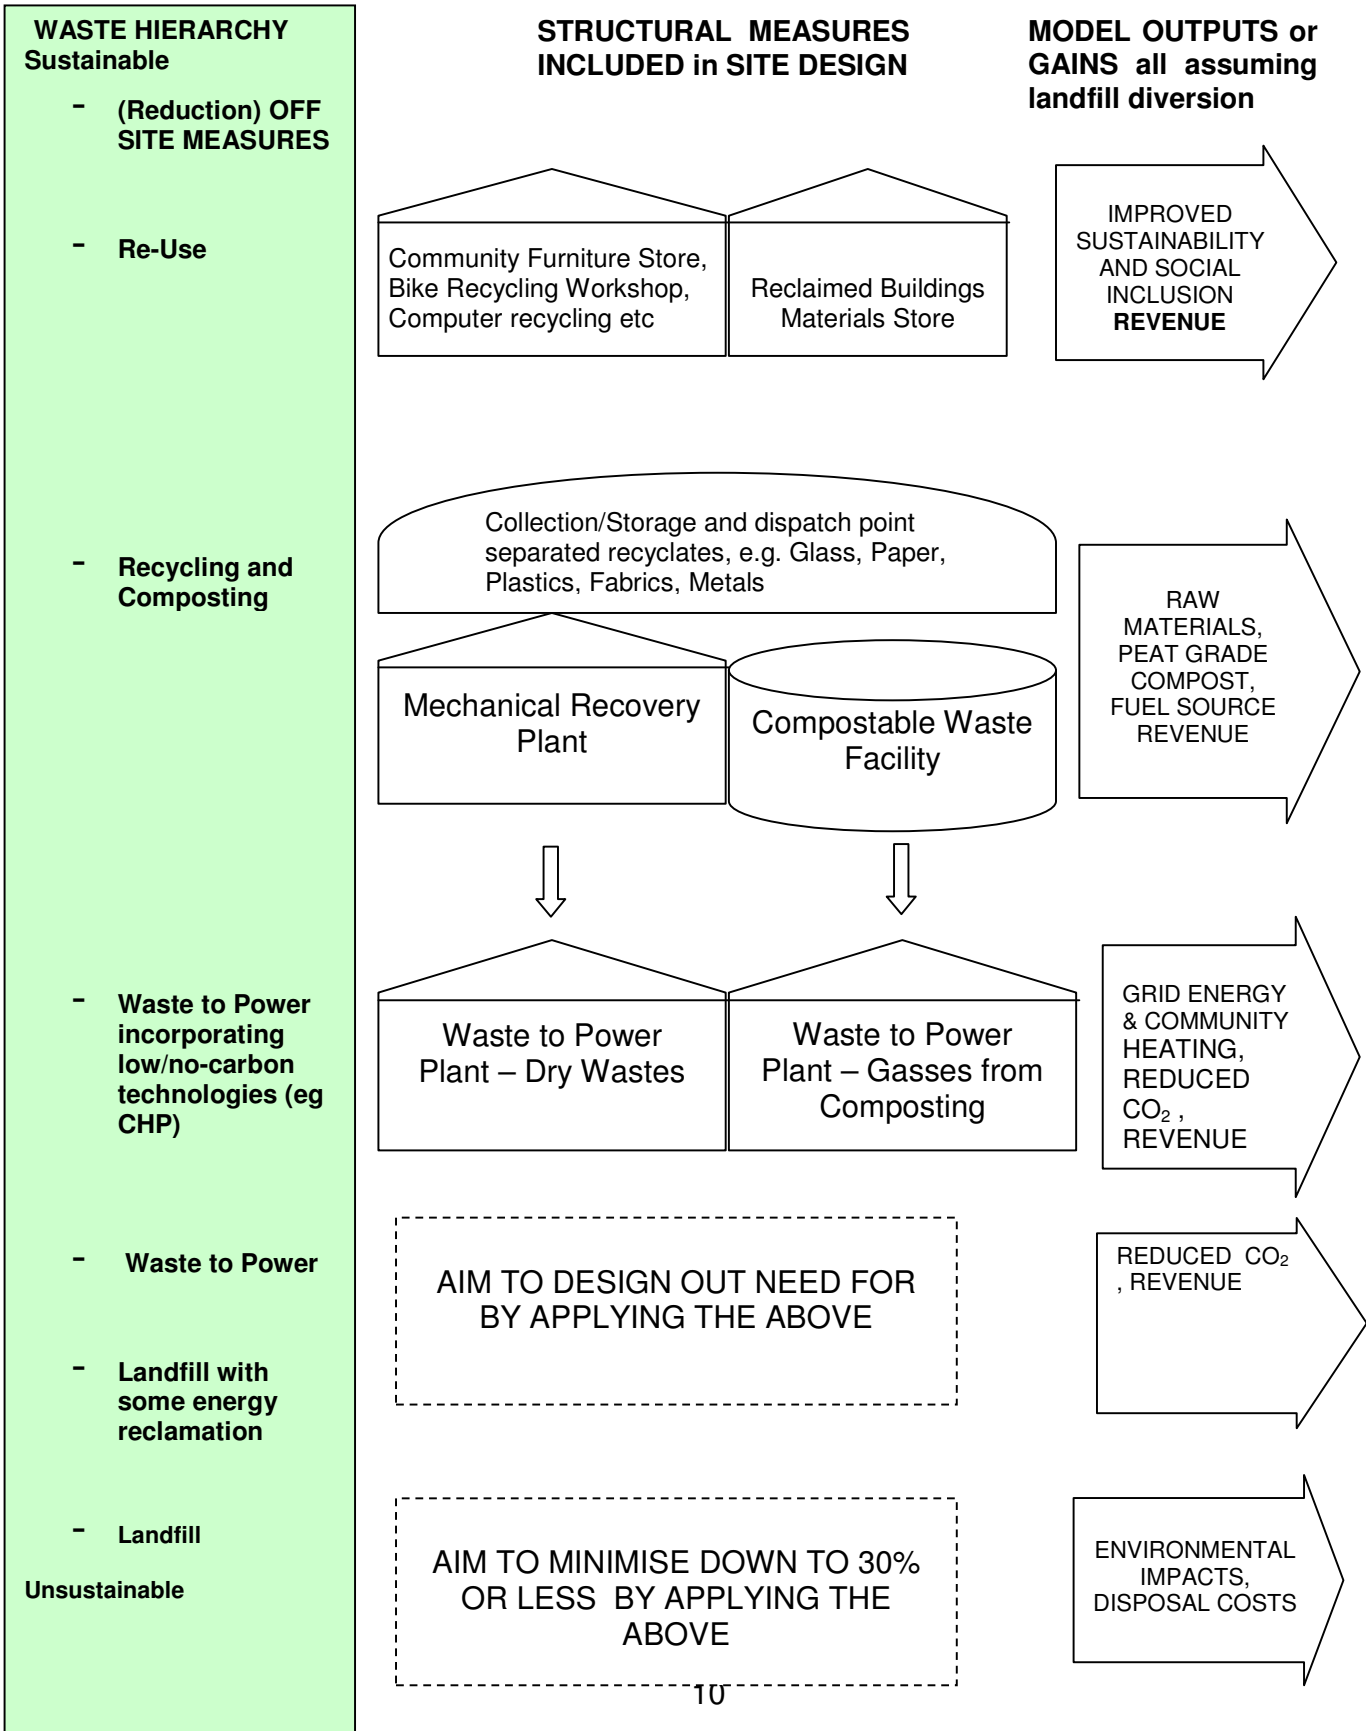 WASTE HIERARCHY
Sustainable
- (Reduction) OFF
SITE MEASURES
- Re-Use
- Recycling and
Composting
- Waste to Power
incorporating
low/no-carbon
technologies (eg
CHP)
- Waste to Power
- Landfill with
some energy
reclamation
- Landfill
Unsustainable
STRUCTURAL MEASURES
INCLUDED in SITE DESIGN
Community Furniture Store,
Bike Recycling Workshop,
Computer recycling etc
Reclaimed Buildings
Materials Store
Collection/Storage and dispatch point
separated recyclates, e.g. Glass, Paper,
Plastics, Fabrics, Metals
Mechanical Recovery
Plant
Compostable Waste
Facility
Waste to Power
Plant – Dry Wastes
Waste to Power
Plant – Gasses from
Composting
AIM TO DESIGN OUT NEED FOR
BY APPLYING THE ABOVE
AIM TO MINIMISE DOWN TO 30%
OR LESS BY APPLYING THE
ABOVE
MODEL OUTPUTS or
GAINS all assuming
landfill diversion
IMPROVED
SUSTAINABILITY
AND SOCIAL
INCLUSION
REVENUE
RAW
MATERIALS,
PEAT GRADE
COMPOST,
FUEL SOURCE
REVENUE
GRID ENERGY
& COMMUNITY
HEATING,
REDUCED
CO₂ ,
REVENUE
REDUCED CO₂
, REVENUE
ENVIRONMENTAL
IMPACTS,
DISPOSAL COSTS
10